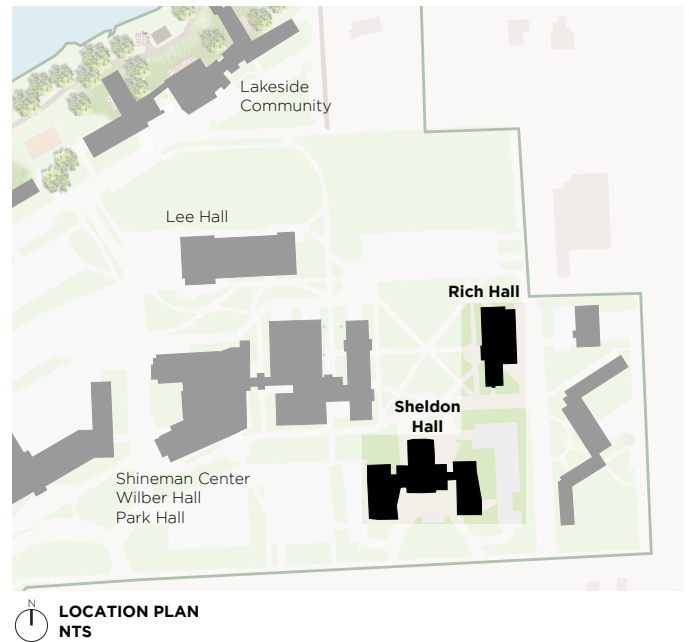 Lakeside
Community
Lee Hall
Rich Hall
Sheldon
Hall
Shineman Center
Wilber Hall
Park Hall
N
LOCATION PLAN
NTS